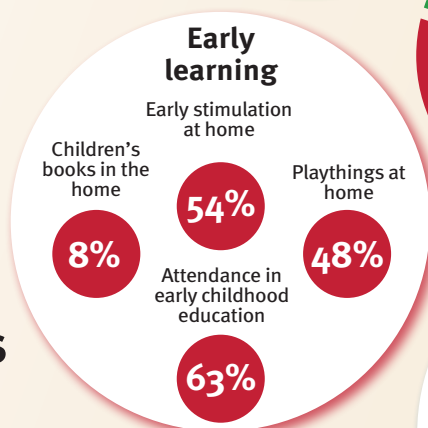 Early
learning
Early stimulation
at home
54%
Children's
books in the
home
8%
Playthings at
home
48%
Attendance in
early childhood
education
63%
s